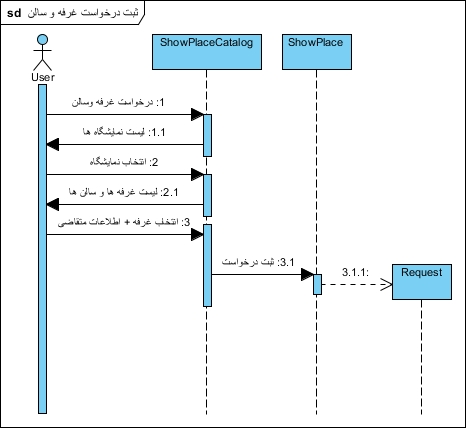 sd ثبت درخواست غرفه و سالن
ShowPlaceCatalog
ShowPlace
User
1: درخواست غرفه وسالن
1.1: لیست نمایشگاه ها
2: انتخاب نمایشگاه
2.1: لیست غرفه ها و سالن ها
3: انتخاب غرفه + اطلاعات متقاضی
3.1: ثبت درخواست
3.1.1:
Request